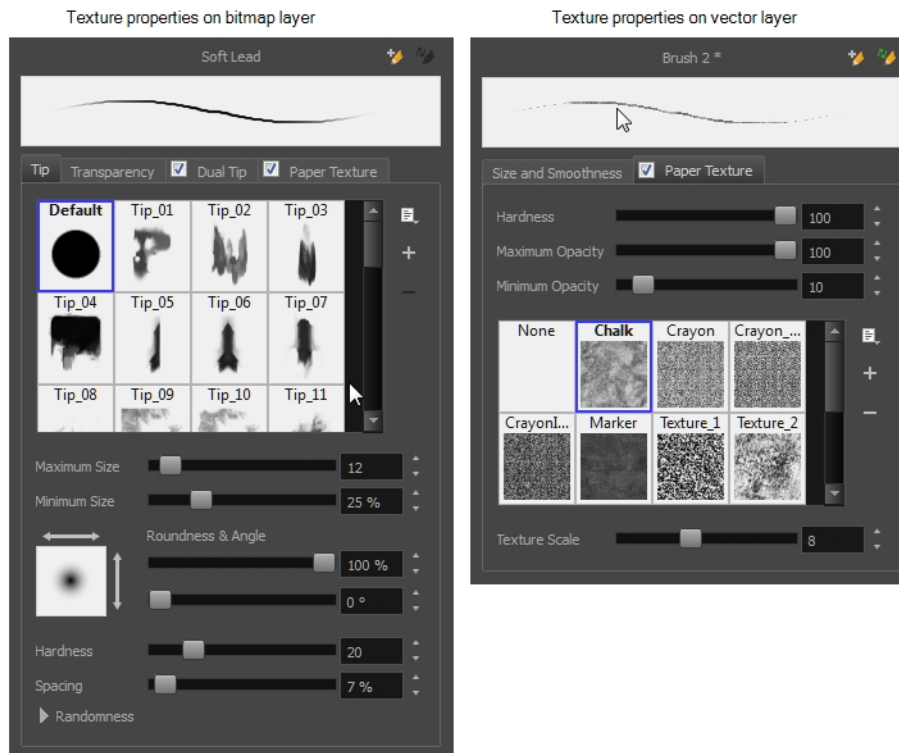 Texture properties on bitmap layer
Soft Lead
Tip Transparency Dual Tip Paper Texture
Default Tip_01 Tip_02 Tip_03
Tip_04 Tip_05 Tip_06 Tip_07
Tip_08 Tip_09 Tip_10 Tip_11
Maximum Size 12
Minimum Size 25 %
Roundness & Angle
100 %
0 °
Hardness 20
Spacing 7 %
Randomness
Texture properties on vector layer
Brush 2 *
Size and Smoothness Paper Texture
Hardness 100
Maximum Opacity 100
Minimum Opacity 10
None Chalk Crayon Crayon_...
CrayonI... Marker Texture_1 Texture_2
Texture Scale 8